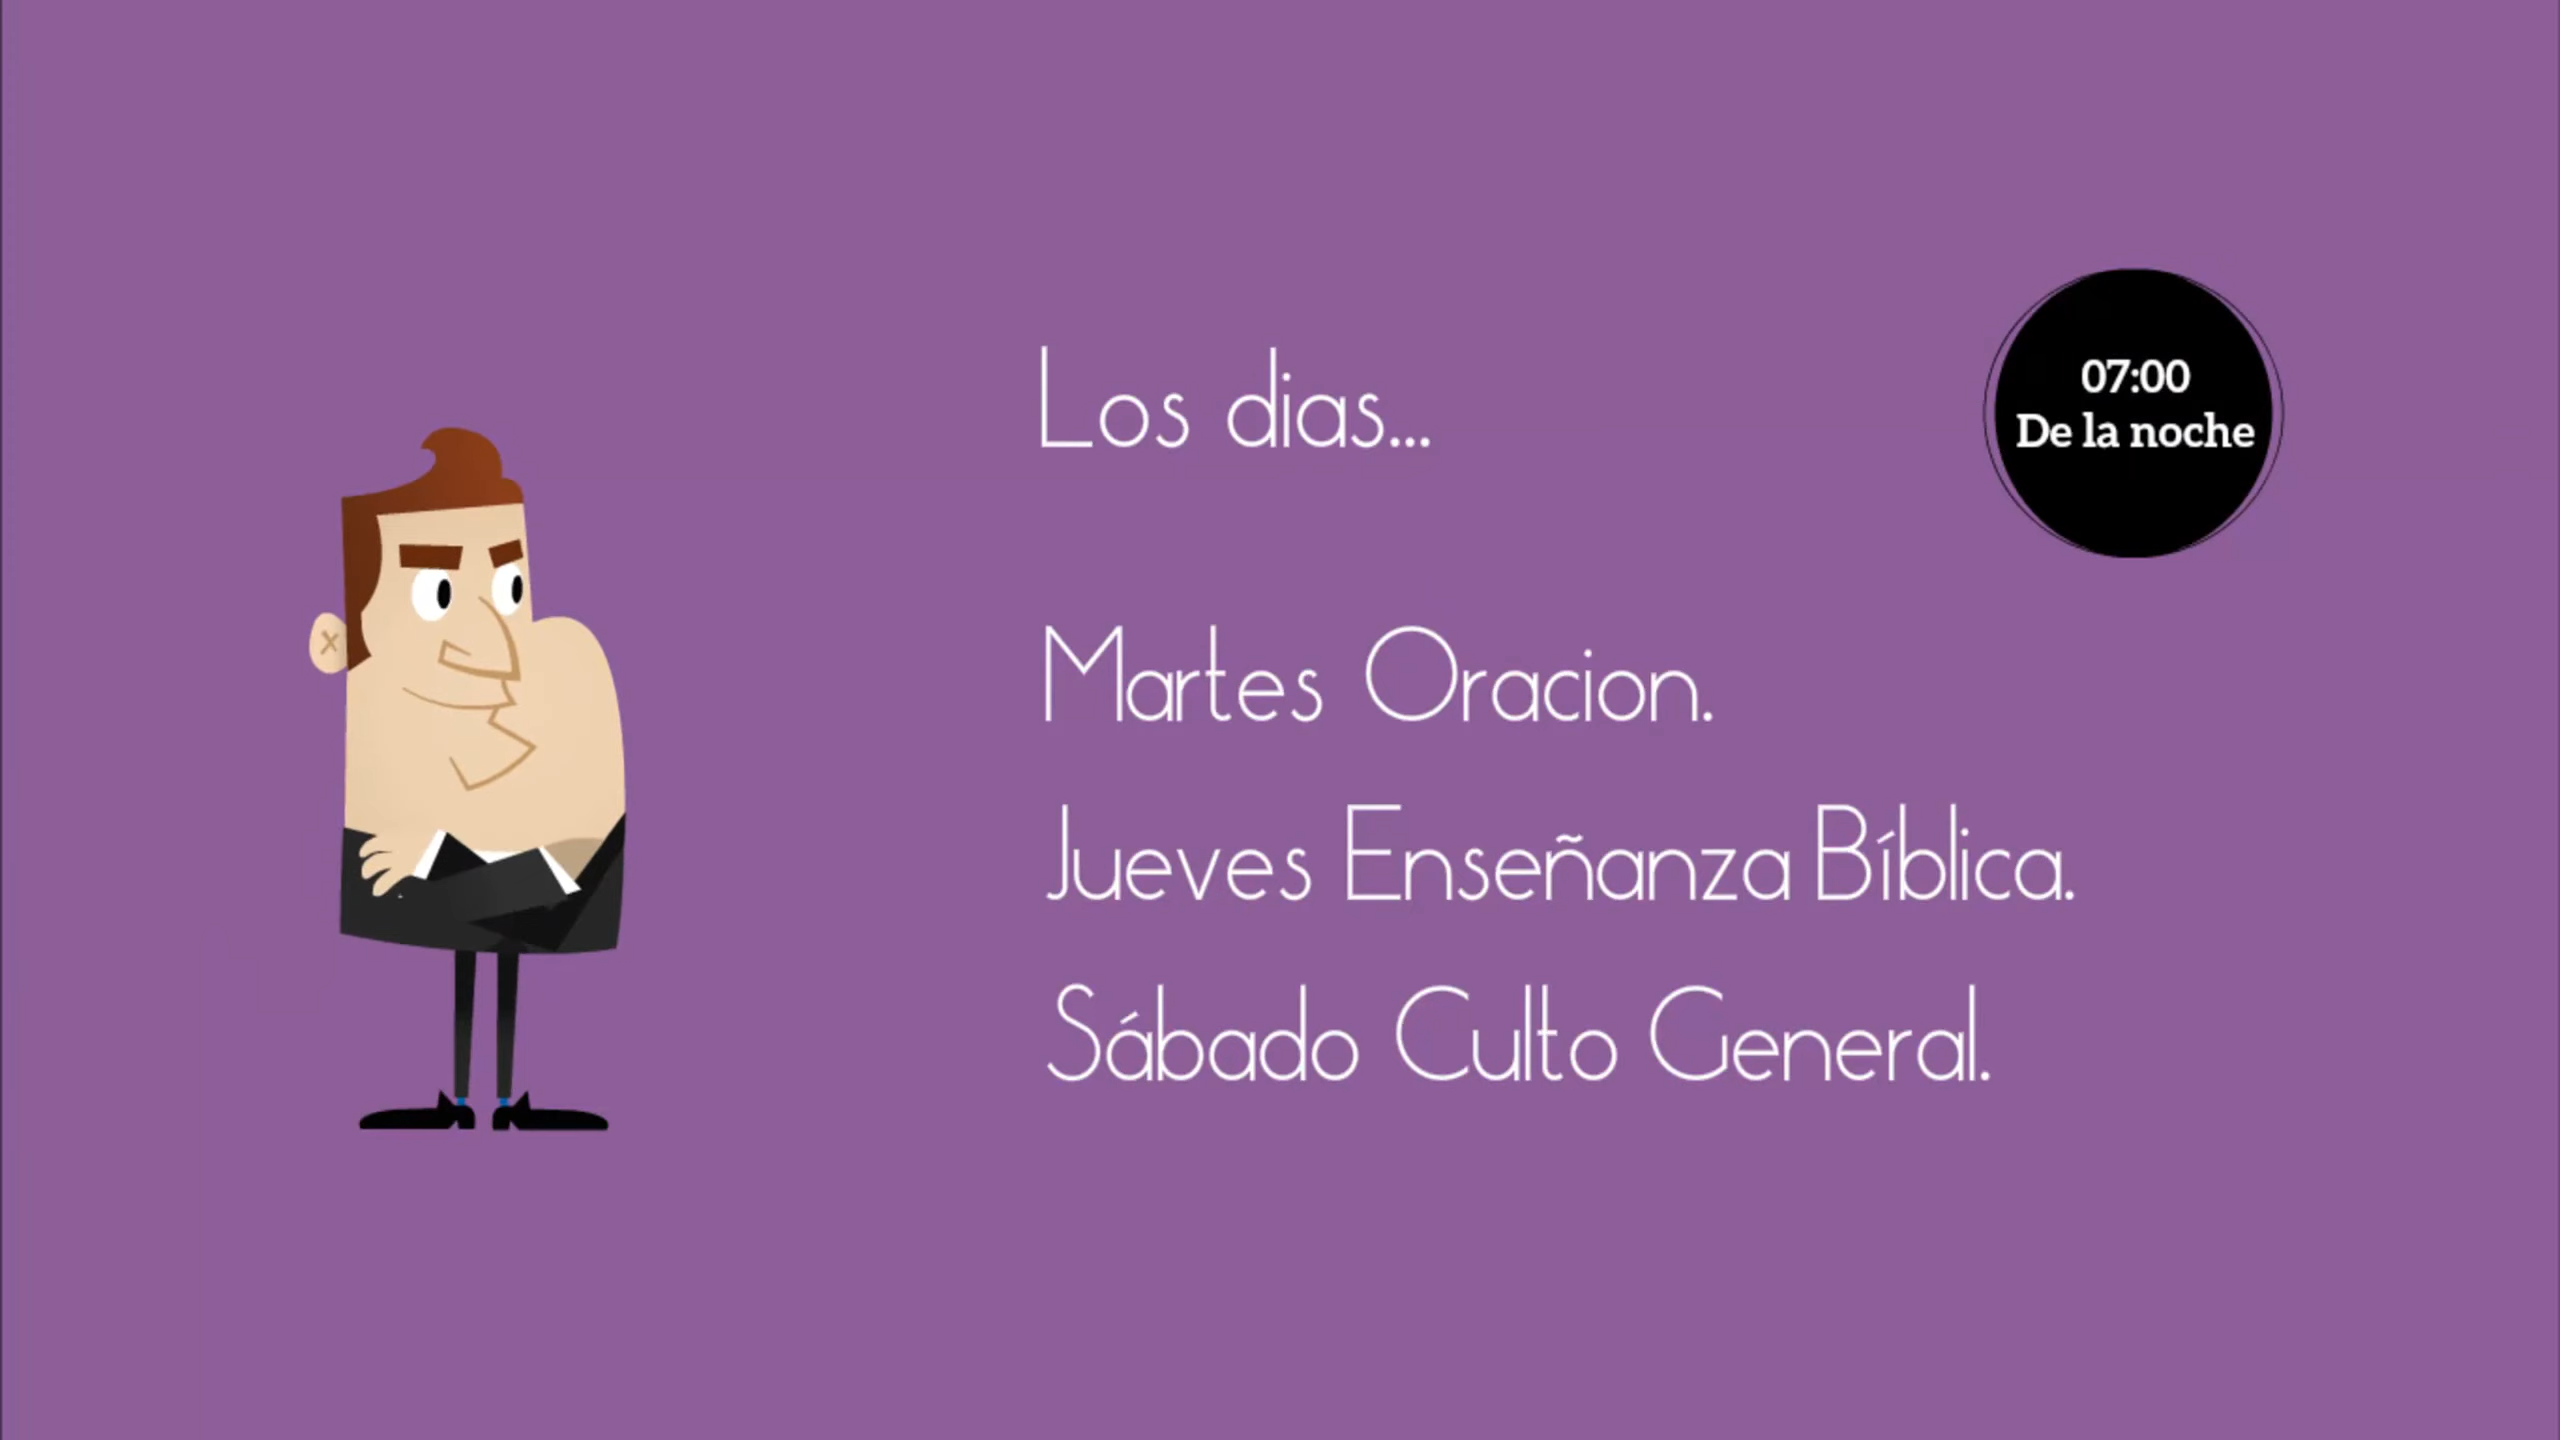 Los dias...
07:00
De la noche
Martes Oracion.
Jueves Enseñanza Bíblica.
Sábado Culto General.